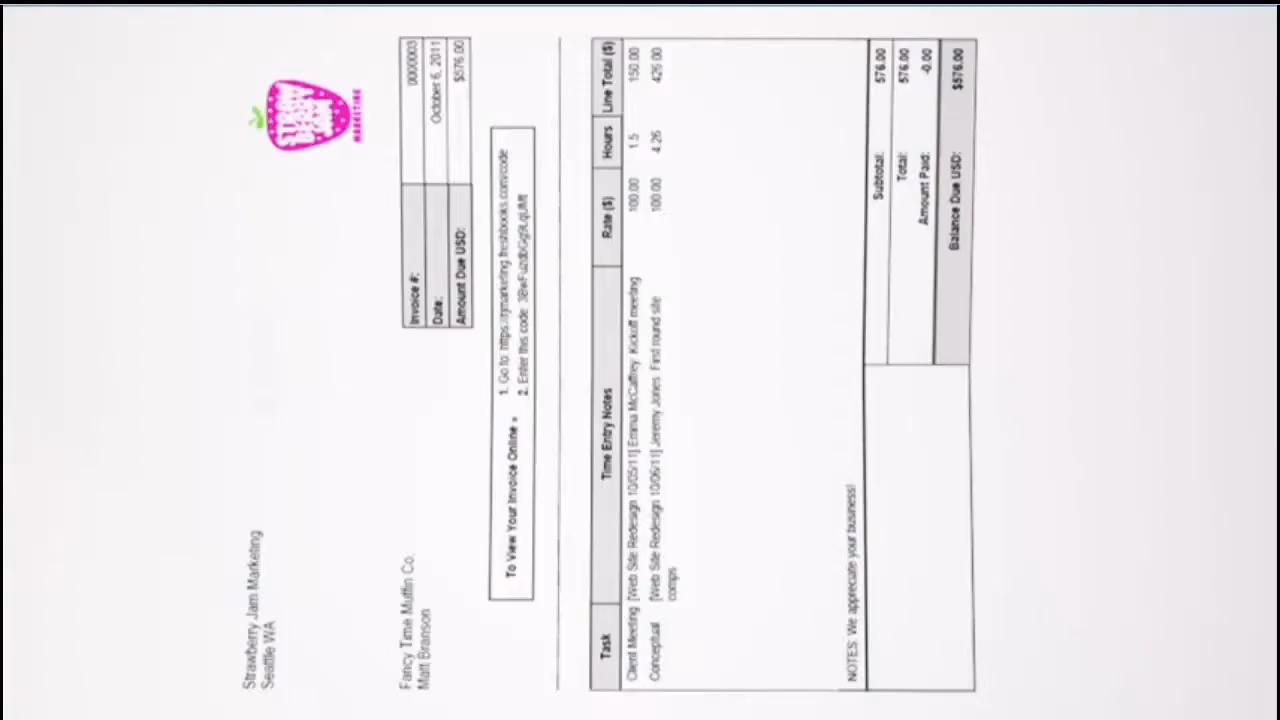 STRAWBERRY JAM
MARKETING
Strawberry Jam Marketing
Seattle WA
Fancy Time Muffin Co.
Matt Branson
Invoice #: 0000003
Date: October 6, 2011
Amount Due USD: $576.00
To View Your Invoice Online »
1. Go to
2. Enter this code
Task Time Entry Notes Rate ($) Hours Line Total ($)
Client Meeting [Web Site Redesign 10/05/11] Emma McCaffrey Kickoff meeting 100.00 1.5 150.00
Conceptual [Web Site Redesign 10/06/11] Jeremy Jones First round site 100.00 4.26 426.00
comps
NOTES: We appreciate your business!
Subtotal: 576.00
Total: 576.00
Amount Paid: -0.00
Balance Due USD: $576.00